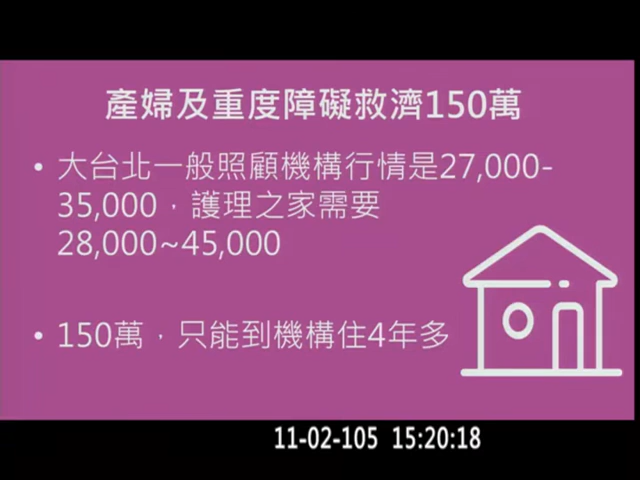 產婦及重度障礙救濟150萬
• 大台北一般照顧機構行情是27,000-
35,000，護理之家需要
28,000~45,000
• 150萬，只能到機構住4年多
11-02-105 15:20:18